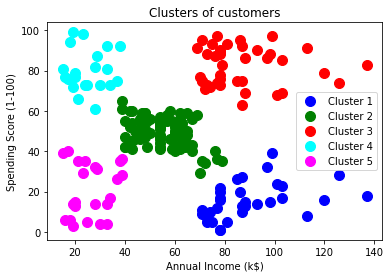 Clusters of customers
Spending Score (1-100)
100
80
60
40
20
0
Cluster 1
Cluster 2
Cluster 3
Cluster 4
Cluster 5
20
40
60
80
100
120
140
Annual Income (k$)